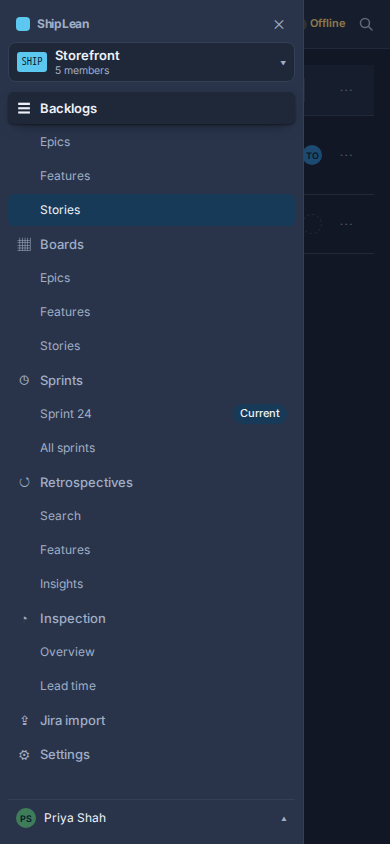 ShipLean
Offline
SHIP
Storefront
5 members
Backlogs
Epics
Features
TO
Stories
Boards
Epics
Features
Stories
Sprints
Sprint 24
Current
All sprints
Retrospectives
Search
Features
Insights
Inspection
Overview
Lead time
Jira import
Settings
PS
Priya Shah